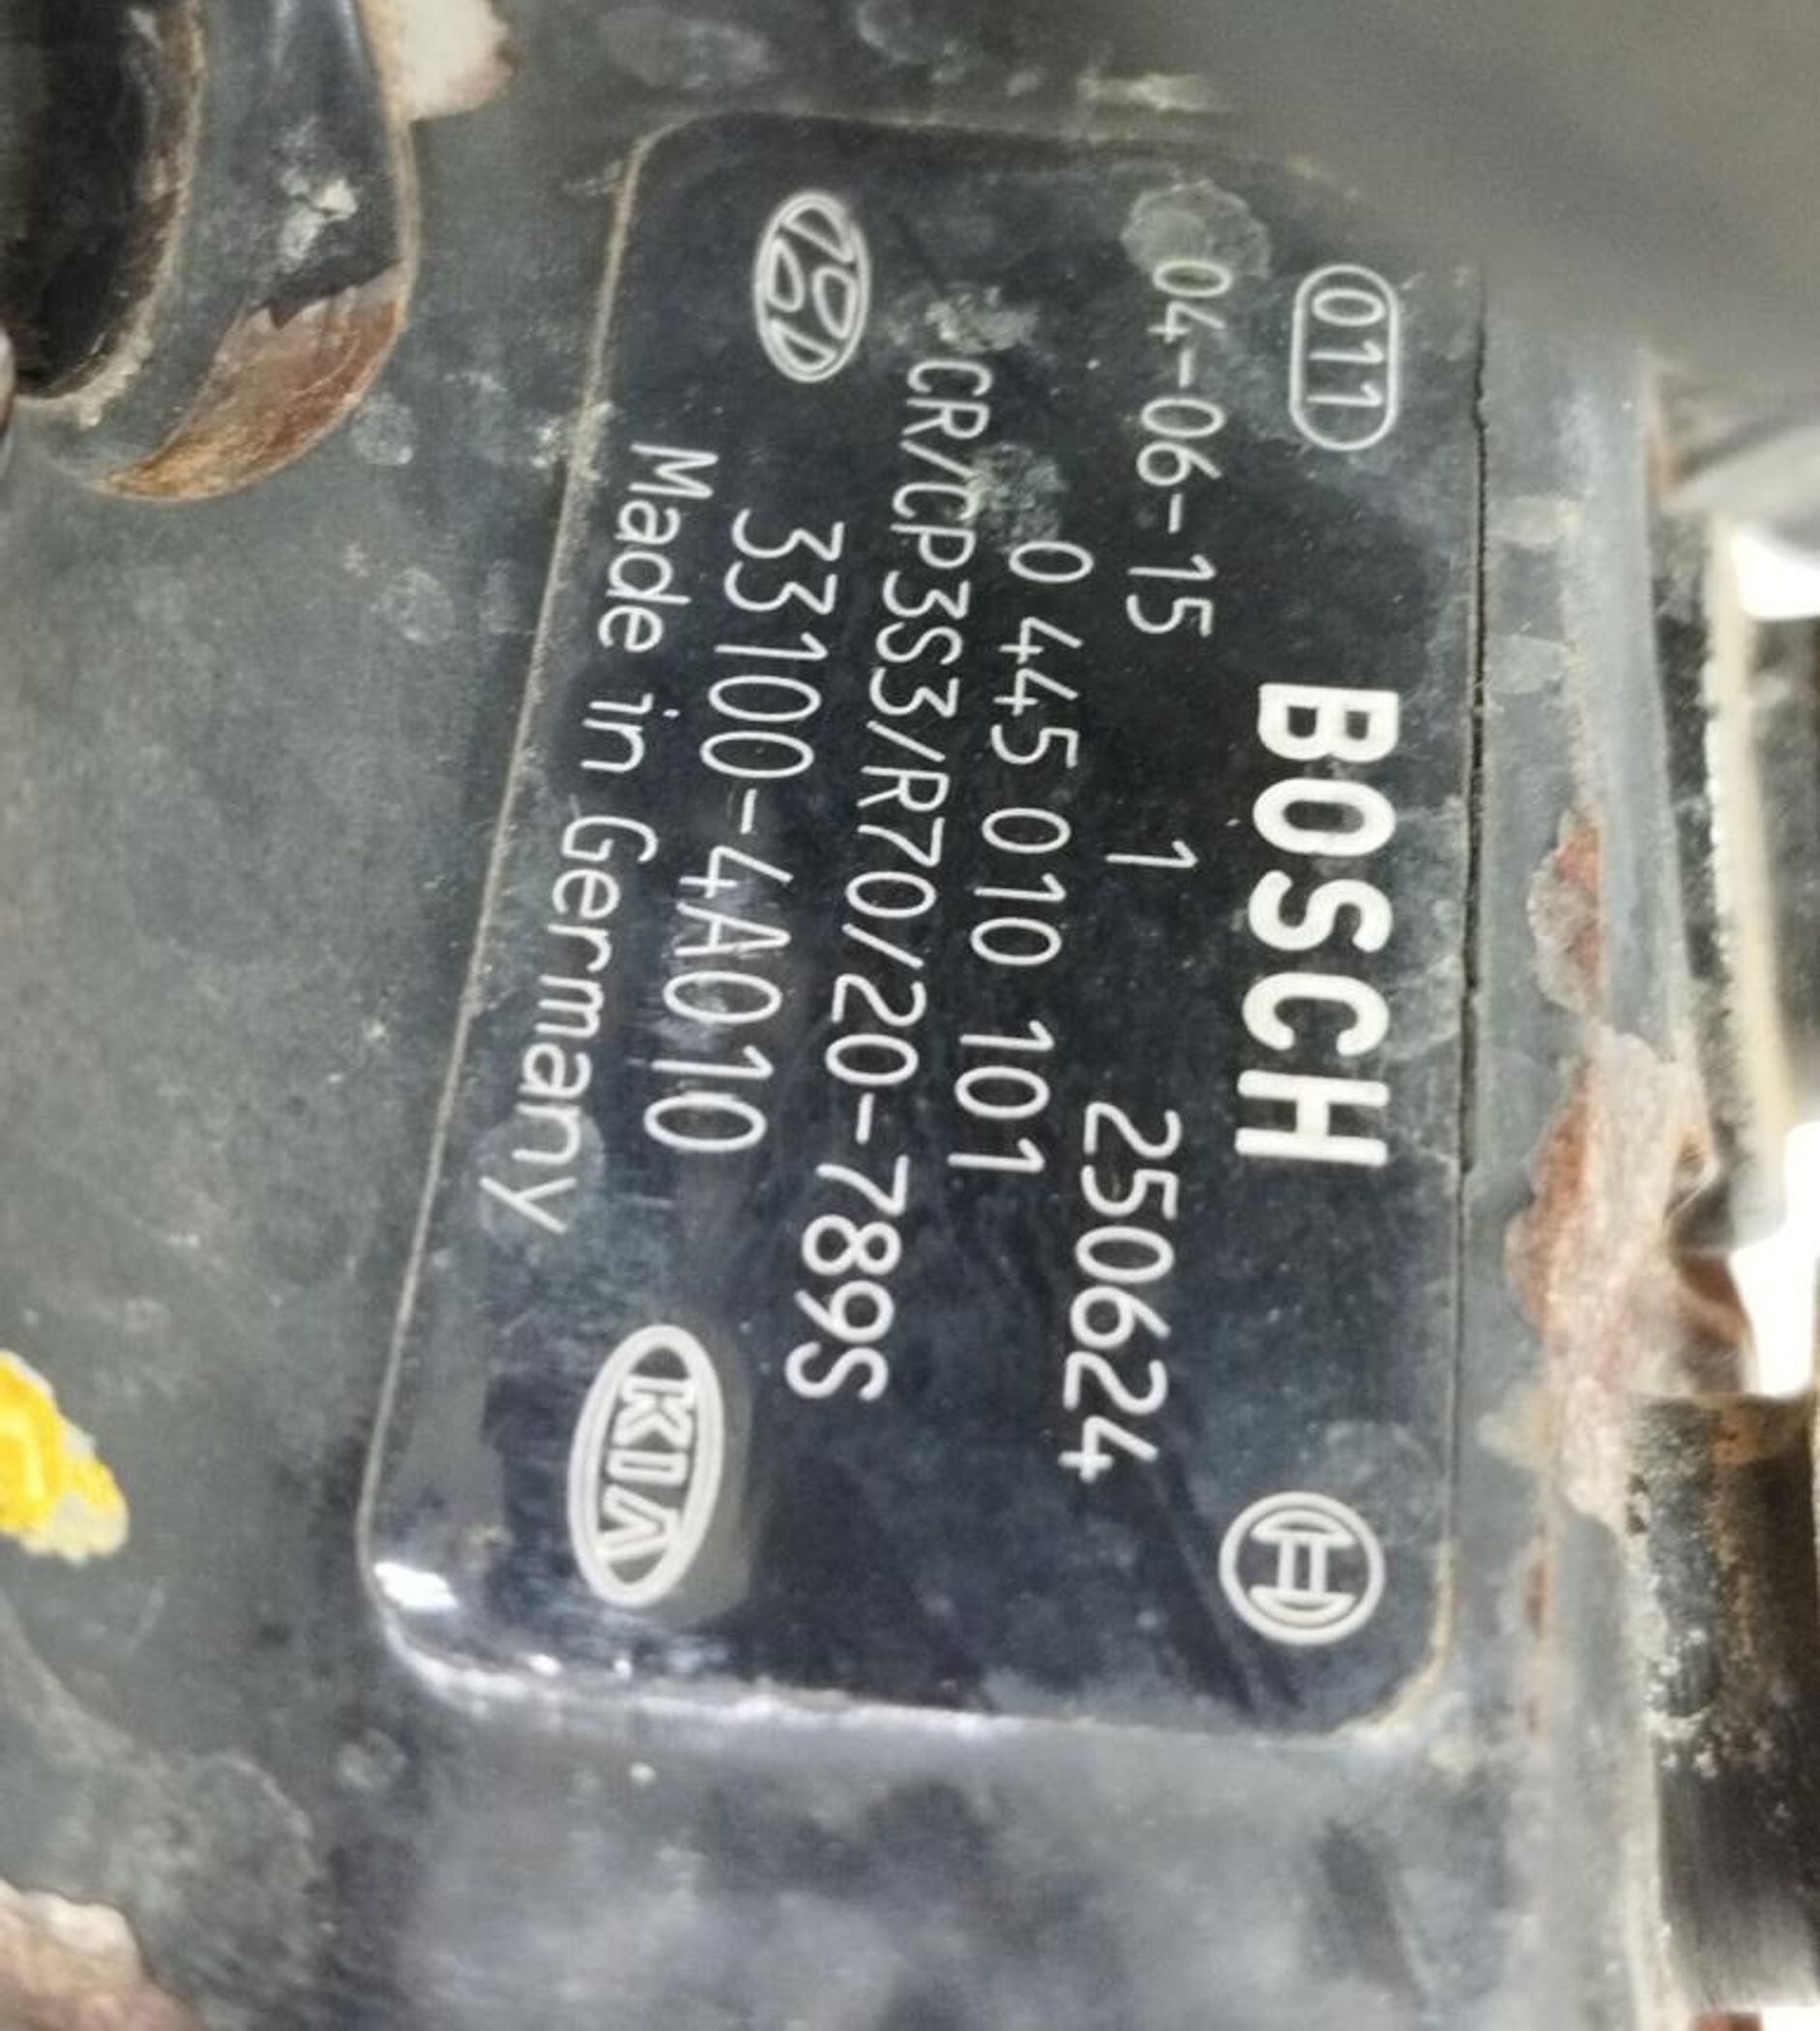 011 BOSCH
04-06-15 1 250624
0 445 010 101
CR/CP3S3/R70/20-789S
33100-4A010
Made in Germany
KIA